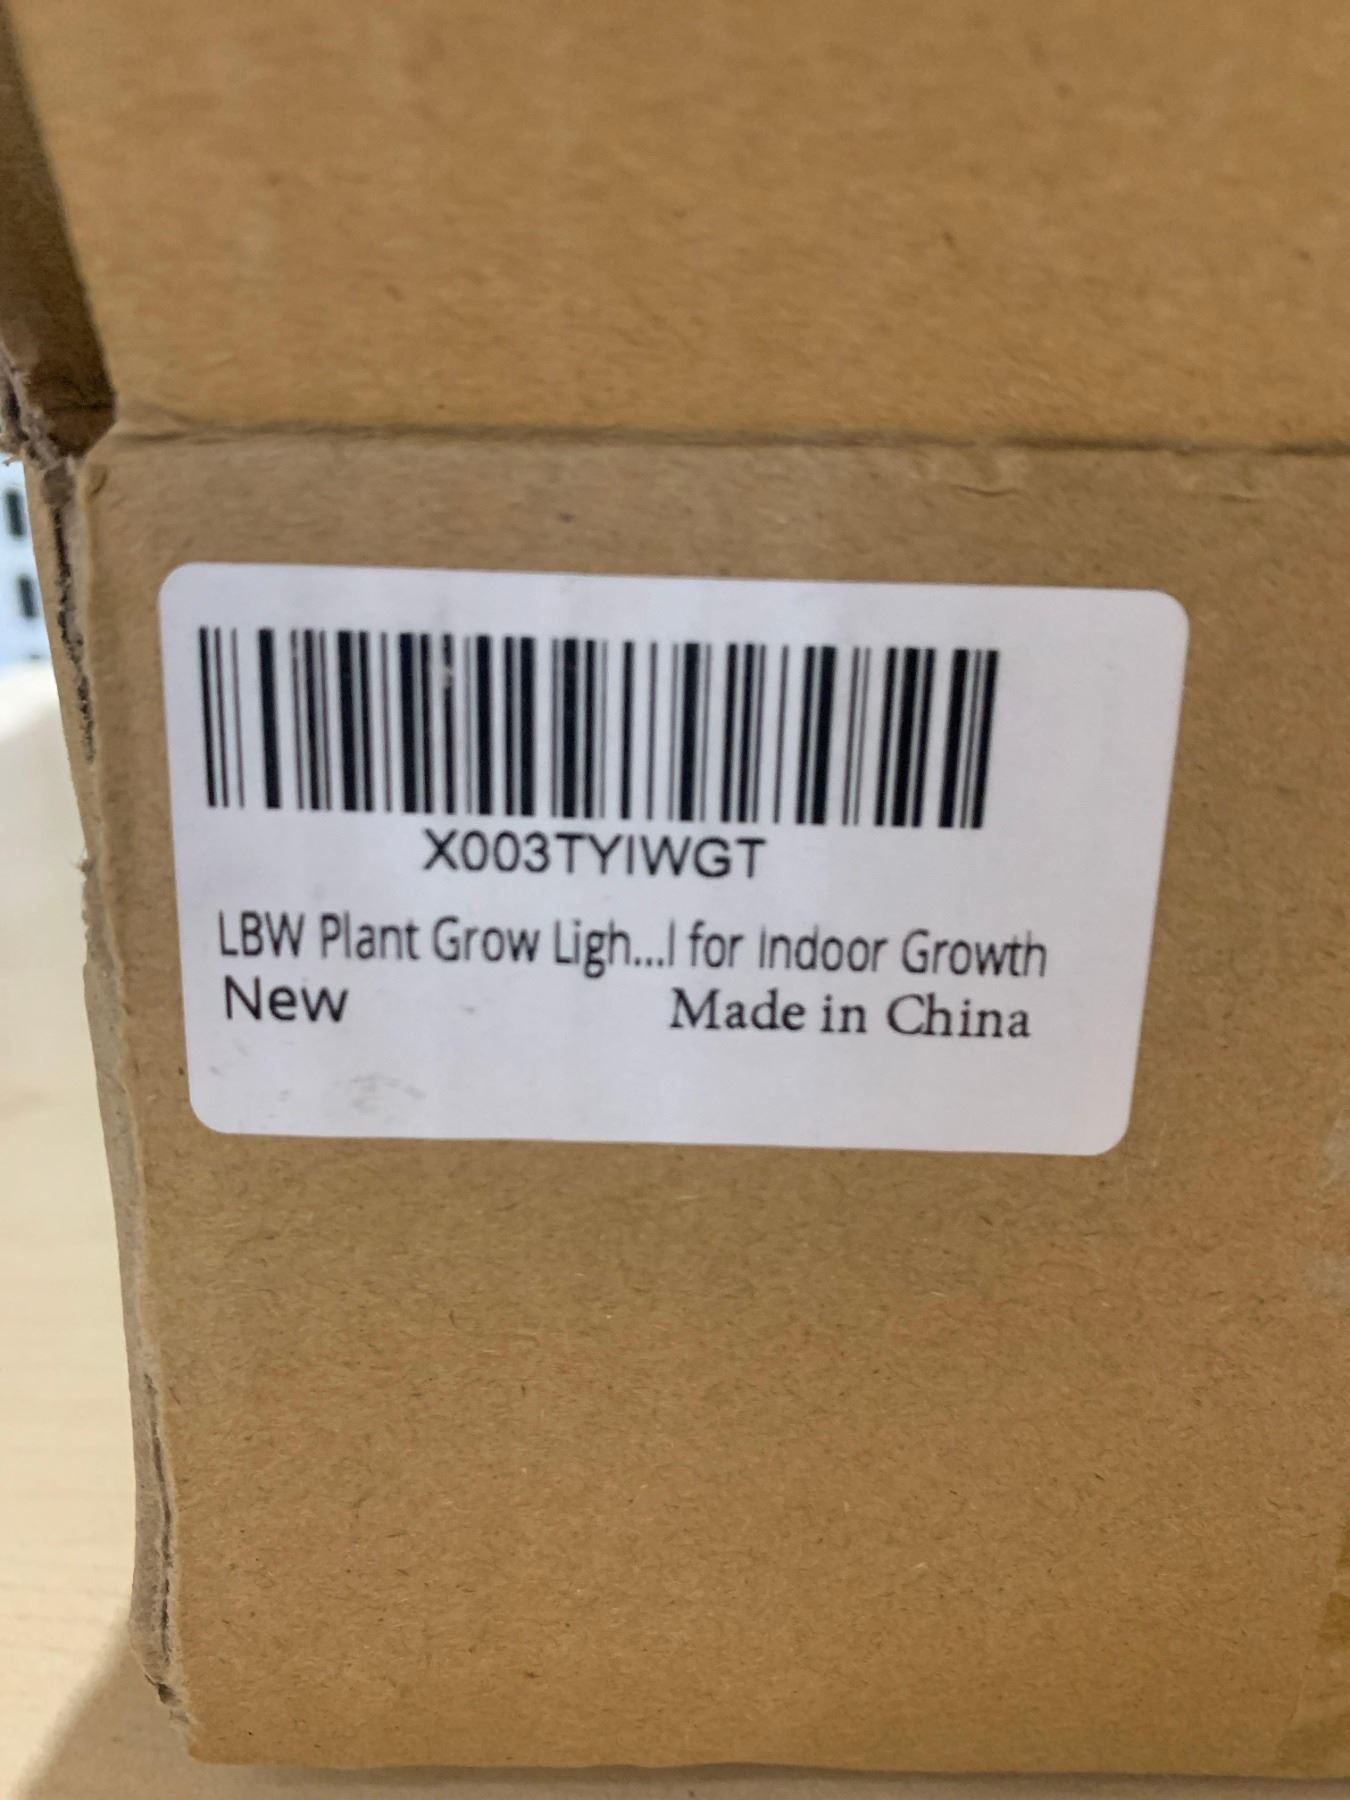 X003TYIWGT
LBW Plant Grow Ligh...l for Indoor Growth
New Made in China